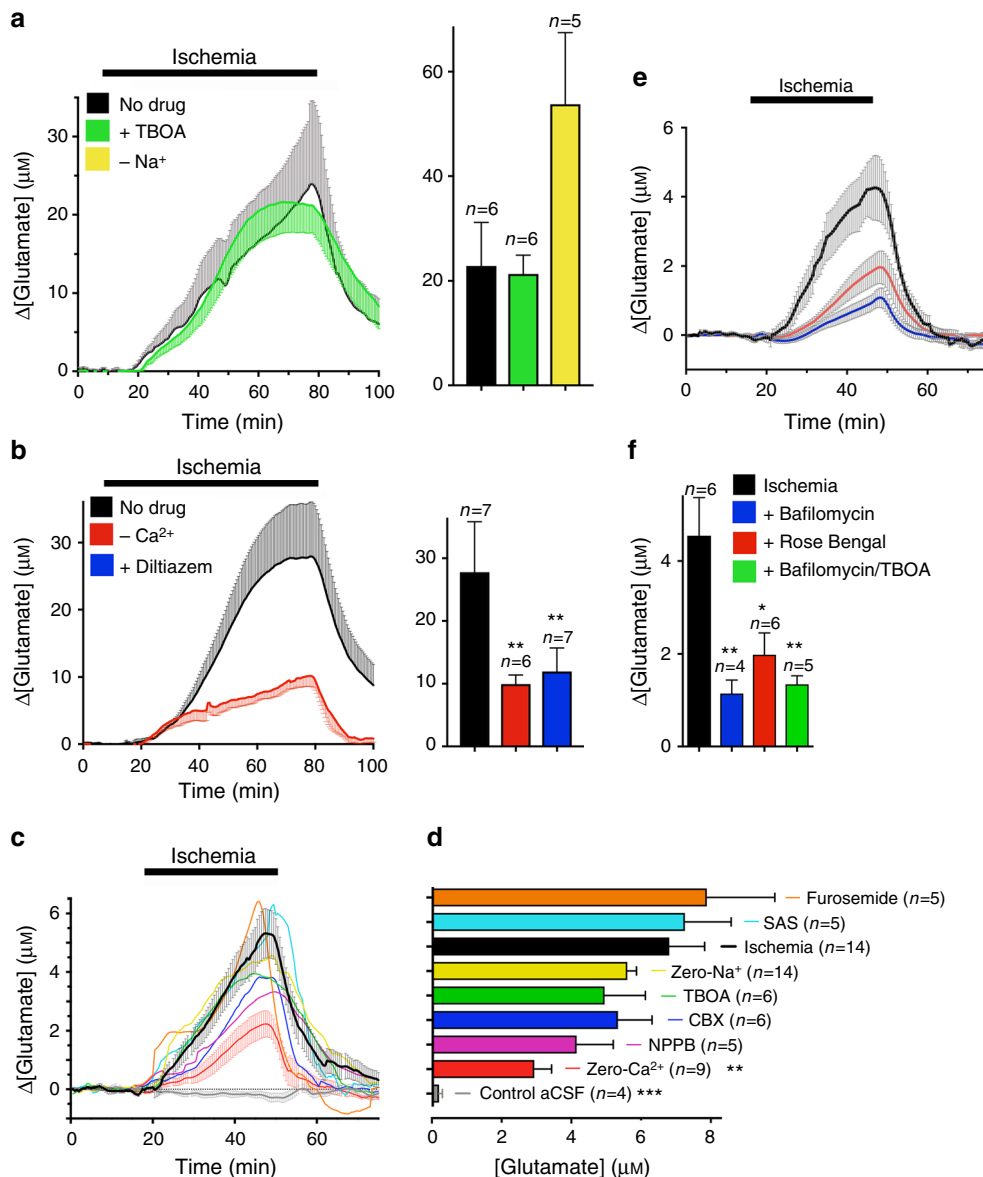 a
Ischemia
No drug
+ TBOA
– Na⁺
Δ[Glutamate] (μM)
30
20
10
0
0 20 40 60 80 100
Time (min)
n=5
n=6
n=6
60
40
20
0
e
Ischemia
Δ[Glutamate] (μM)
6
4
2
0
0 20 40 60
Time (min)
b
Ischemia
No drug
– Ca²⁺
+ Diltiazem
Δ[Glutamate] (μM)
30
20
10
0
0 20 40 60 80 100
Time (min)
n=7
** **
n=6 n=7
30
20
10
0
f
n=6
Ischemia
+ Bafilomycin
+ Rose Bengal
+ Bafilomycin/TBOA
Δ[Glutamate] (μM)
4
2
0
** * **
n=4 n=6 n=5
c
Ischemia
Δ[Glutamate] (μM)
6
4
2
0
0 20 40 60
Time (min)
d
Furosemide (n=5)
SAS (n=5)
Ischemia (n=14)
Zero-Na⁺ (n=14)
TBOA (n=6)
CBX (n=6)
NPPB (n=5)
Zero-Ca²⁺ (n=9) **
Control aCSF (n=4) ***
0 2 4 6 8
[Glutamate] (μM)